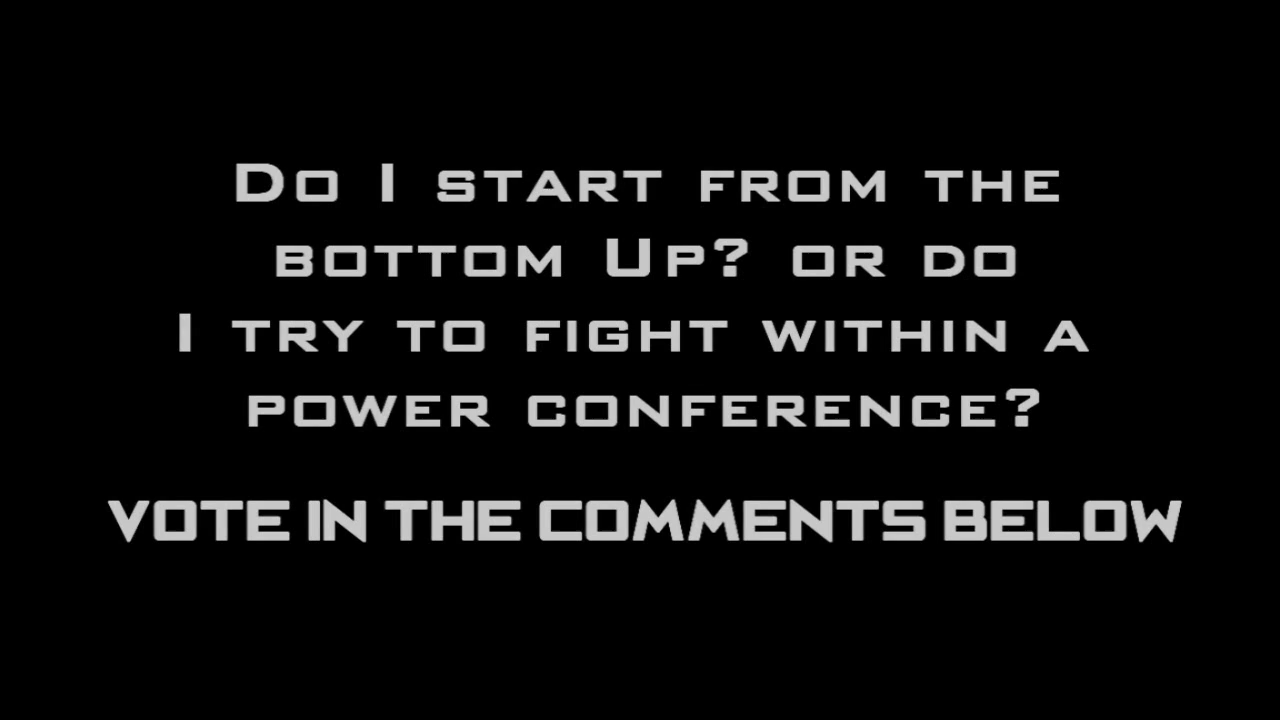 Do I start from the
bottom Up? or do
I try to fight within a
power conference?
VOTE IN THE COMMENTS BELOW